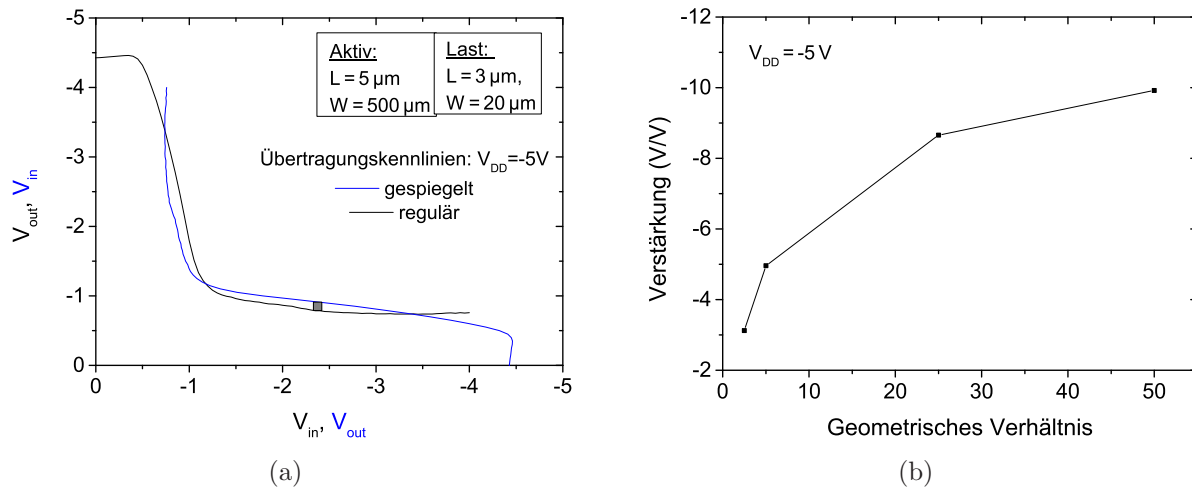 -5
-4
-3
-2
-1
0
0
-1
-2
-3
-4
-5
V_out, V_in
V_in, V_out
Aktiv:
L = 5 µm
W = 500 µm
Last:
L = 3 µm,
W = 20 µm
Übertragungskennlinien: V_DD=-5V
gespiegelt
regulär
(a)
-12
-10
-8
-6
-4
-2
0
10
20
30
40
50
V_DD = -5 V
Verstärkung (V/V)
Geometrisches Verhältnis
(b)